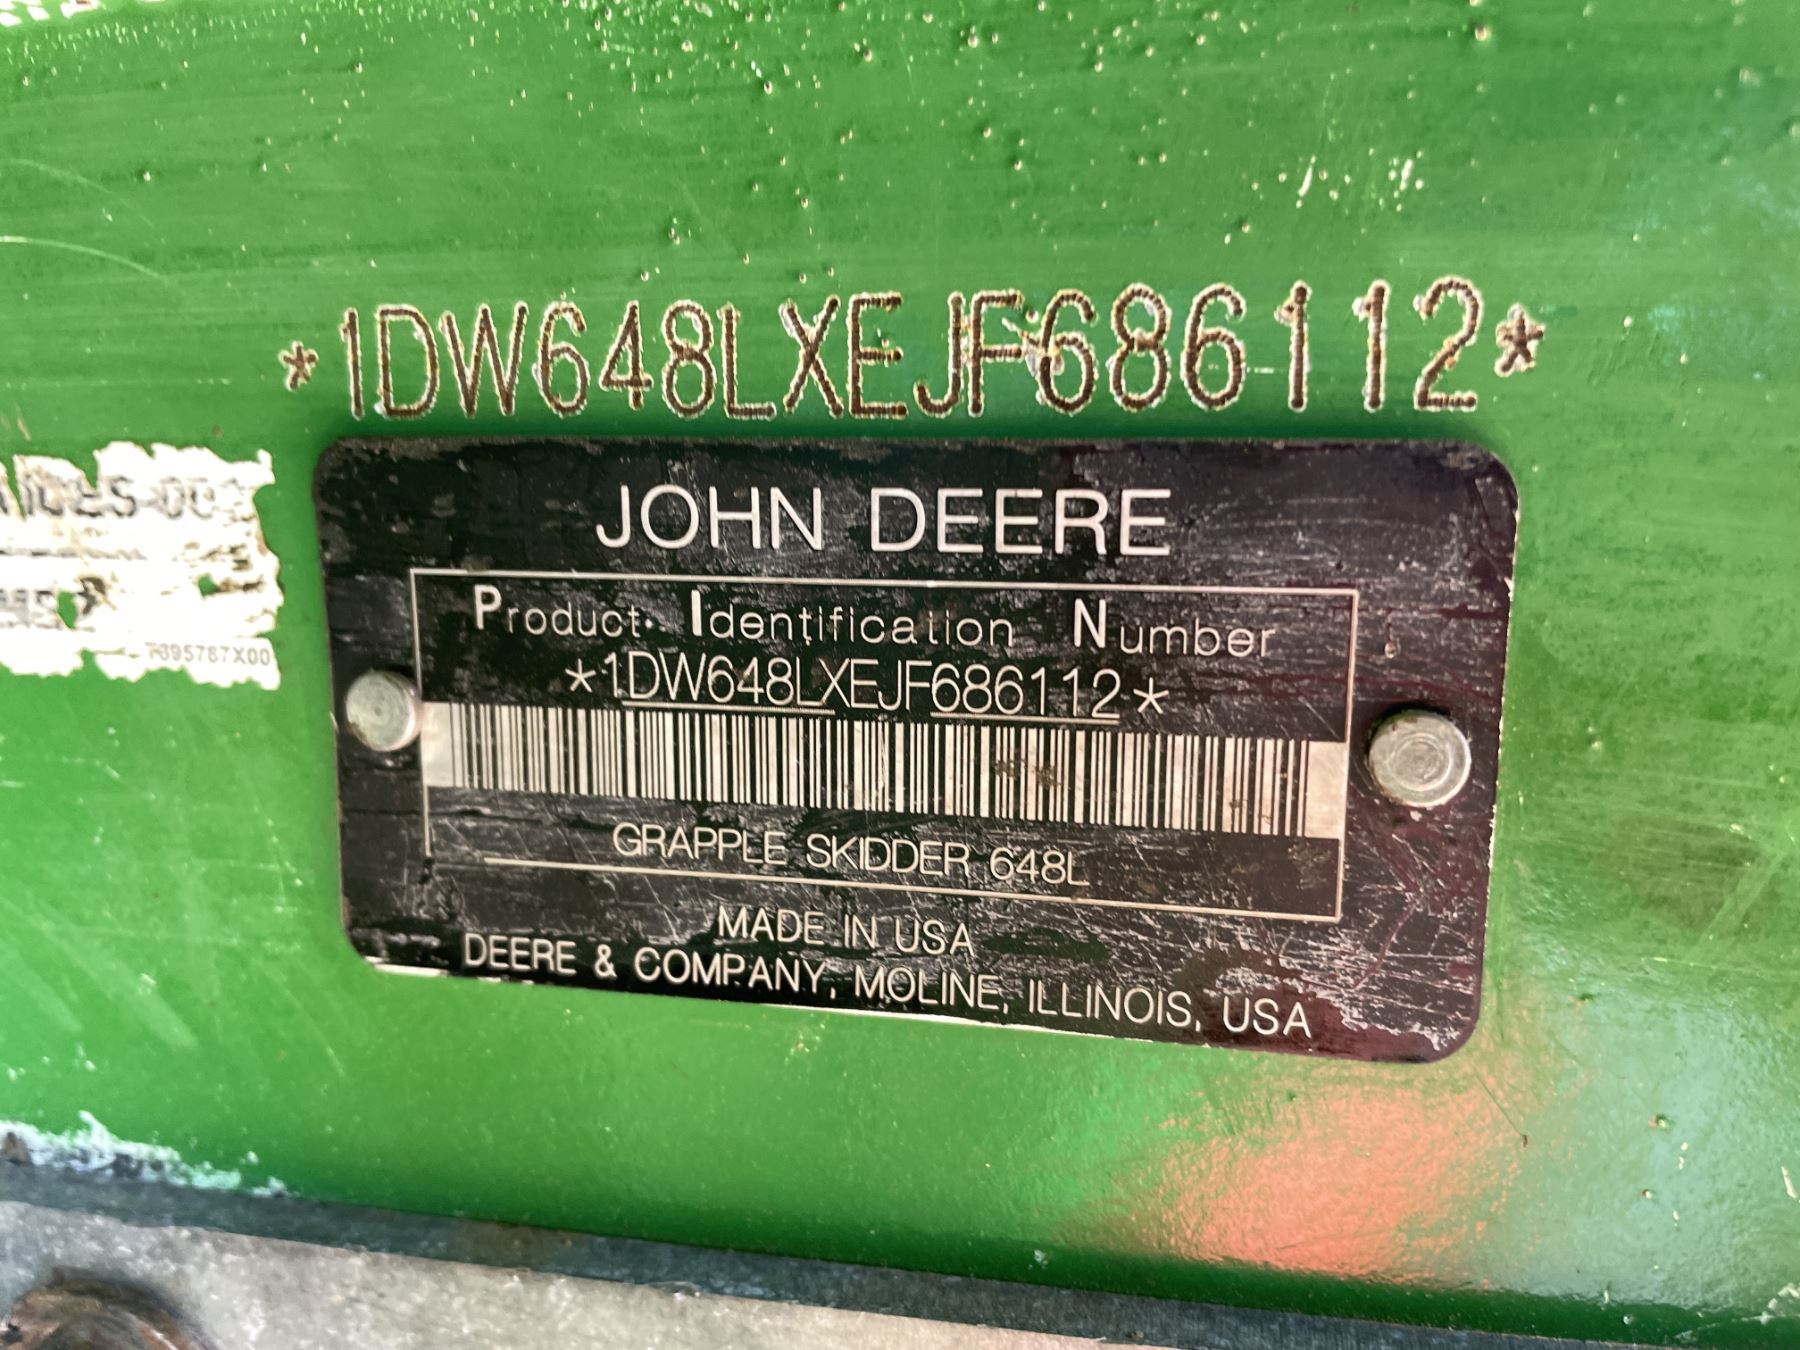 *1DW648LXEJF686112*
JOHN DEERE
Product Identification Number
*1DW648LXEJF686112*
GRAPPLE SKIDDER 648L
MADE IN USA
DEERE & COMPANY, MOLINE, ILLINOIS, USA